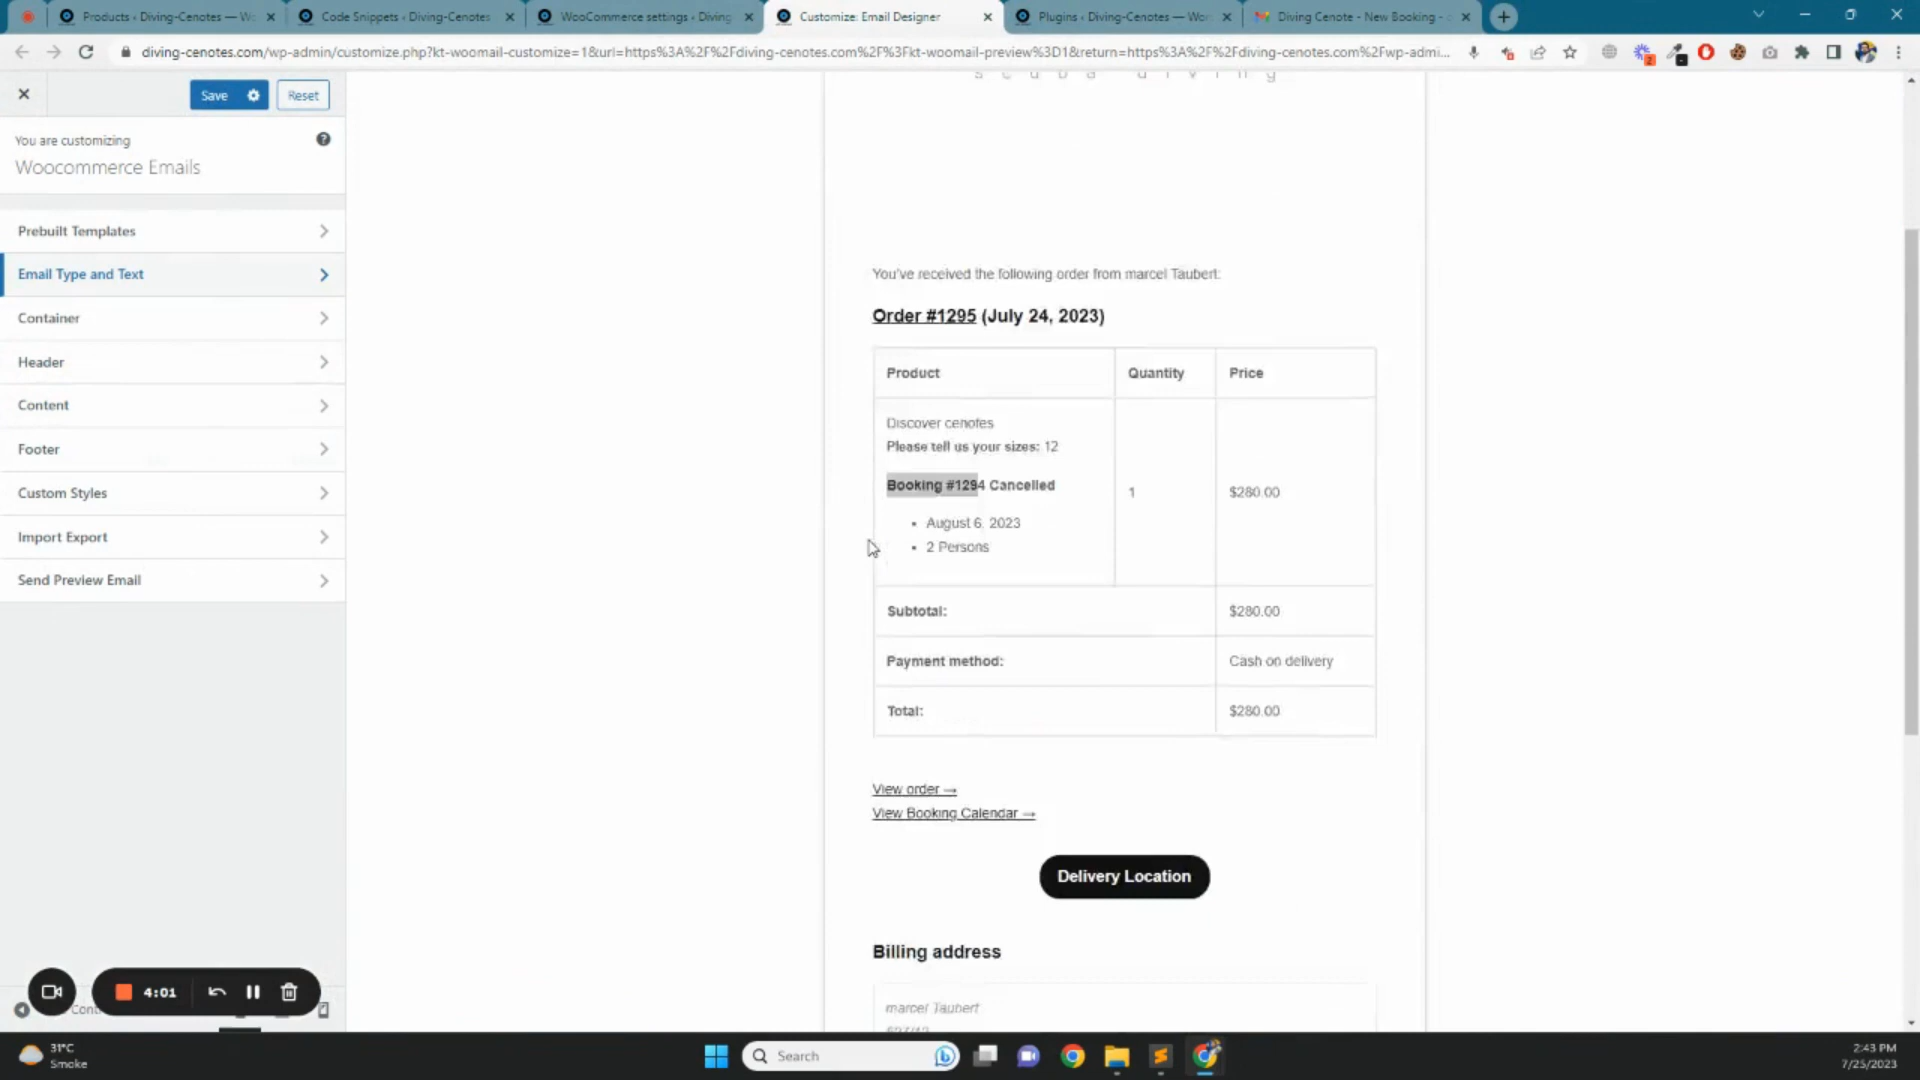 Products ‹ Diving-Cenotes — Wo
Code Snippets ‹ Diving-Cenotes
WooCommerce settings ‹ Diving
Customize: Email Designer
Plugins ‹ Diving-Cenotes — Wor
Diving Cenote - New Booking -
diving-cenotes.com/wp-admin/customize.php?kt-woomail-customize=1&url=https%3A%2F%2Fdiving-cenotes.com%2F%3Fkt-woomail-preview%3D1&return=https%3A%2F%2Fdiving-cenotes.com%2Fwp-admi...
2
Save
Reset
You are customizing
Woocommerce Emails
Prebuilt Templates
Email Type and Text
Container
Header
Content
Footer
Custom Styles
Import Export
Send Preview Email
scuba diving
You've received the following order from marcel Taubert:
Order #1295 (July 24, 2023)
Product Quantity Price
Discover cenotes
Please tell us your sizes: 12
Booking #1294 Cancelled
August 6, 2023
2 Persons
1
$280.00
Subtotal: $280.00
Payment method: Cash on delivery
Total: $280.00
View order →
View Booking Calendar →
Delivery Location
Billing address
marcel Taubert
4:01
31°C
Smoke
Search
2:43 PM
7/25/2023